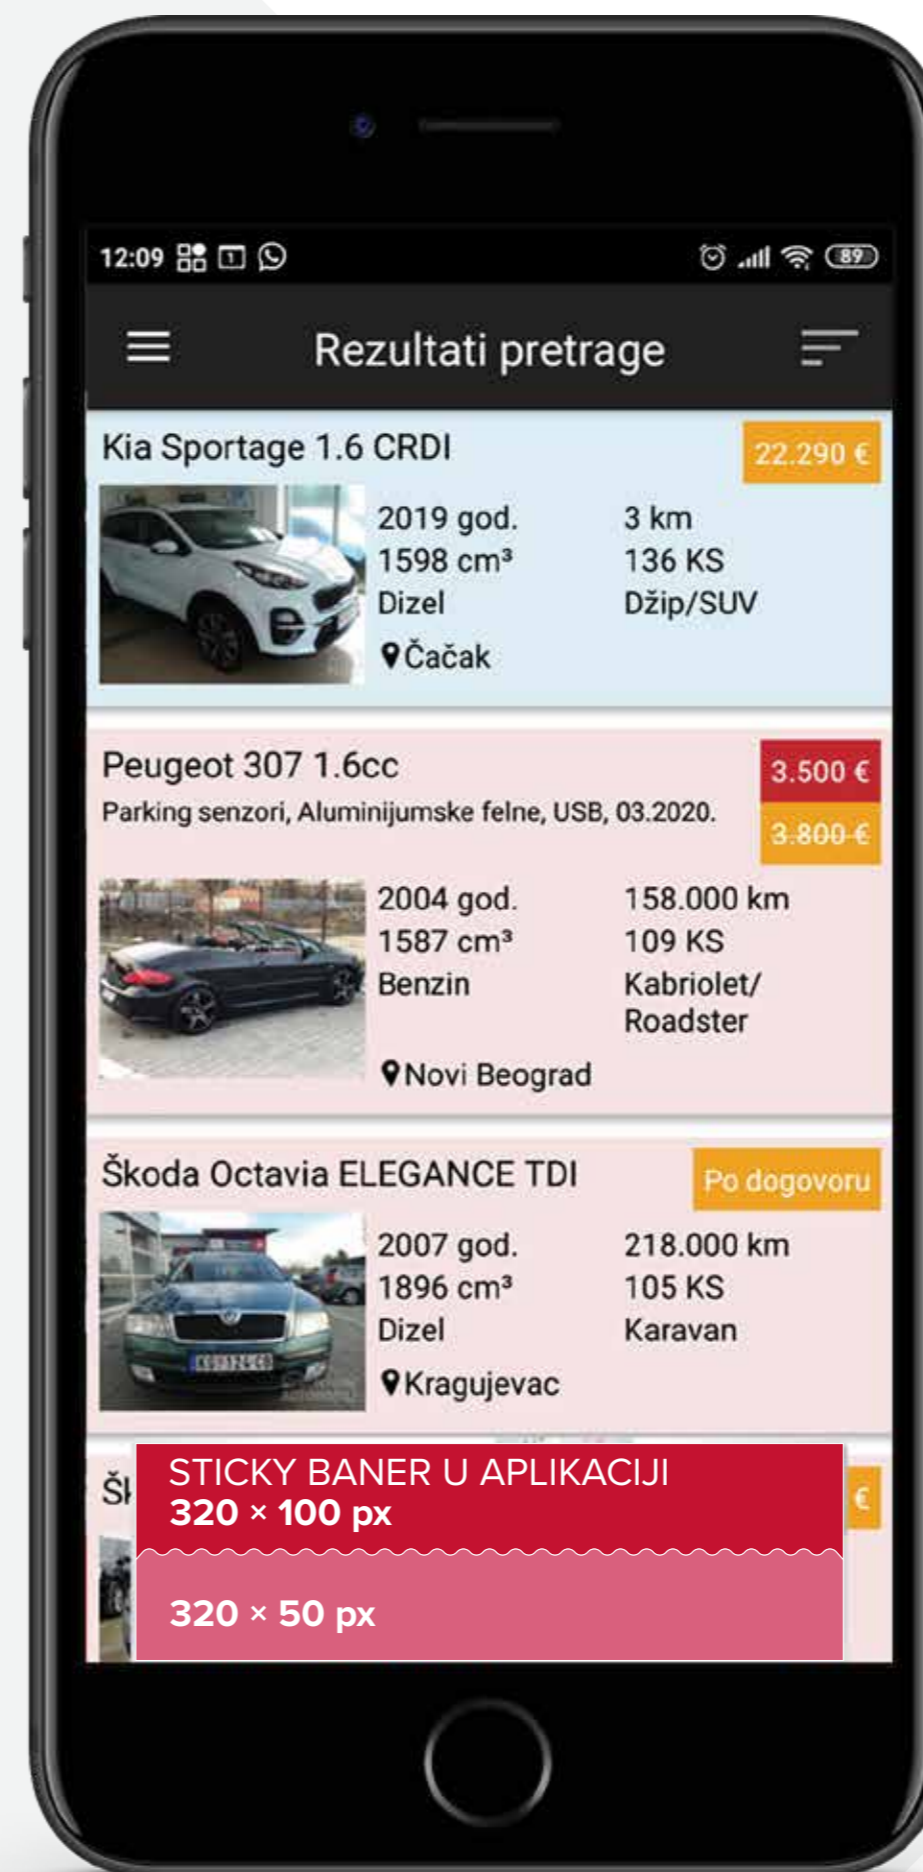 12:09
1
89
Rezultati pretrage
Kia Sportage 1.6 CRDI
22.290 €
2019 god.
3 km
1598 cm³
136 KS
Dizel
Džip/SUV
Čačak
Peugeot 307 1.6cc
3.500 €
Parking senzori, Aluminijumske felne, USB, 03.2020.
3.800 €
2004 god.
158.000 km
1587 cm³
109 KS
Benzin
Kabriolet/
Roadster
Novi Beograd
Škoda Octavia ELEGANCE TDI
Po dogovoru
2007 god.
218.000 km
1896 cm³
105 KS
Dizel
Karavan
Kragujevac
€
STICKY BANER U APLIKACIJI
320 × 100 px
320 × 50 px